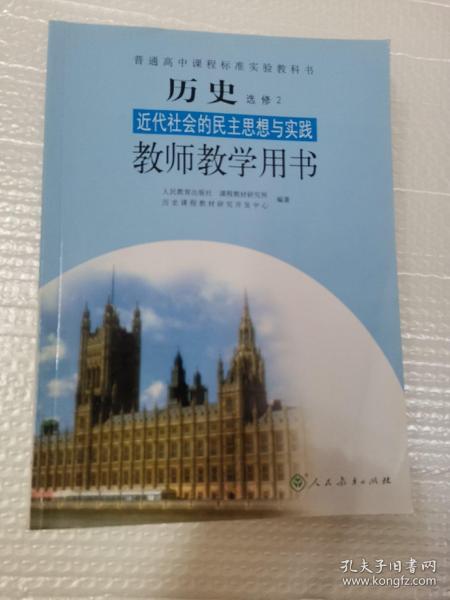 普通高中课程标准实验教科书
历史 选修 2
近代社会的民主思想与实践
教师教学用书
人民教育出版社 课程教材研究所
历史课程教材研究开发中心
编著
人民教育出版社
孔夫子旧书网
www.kongfz.com